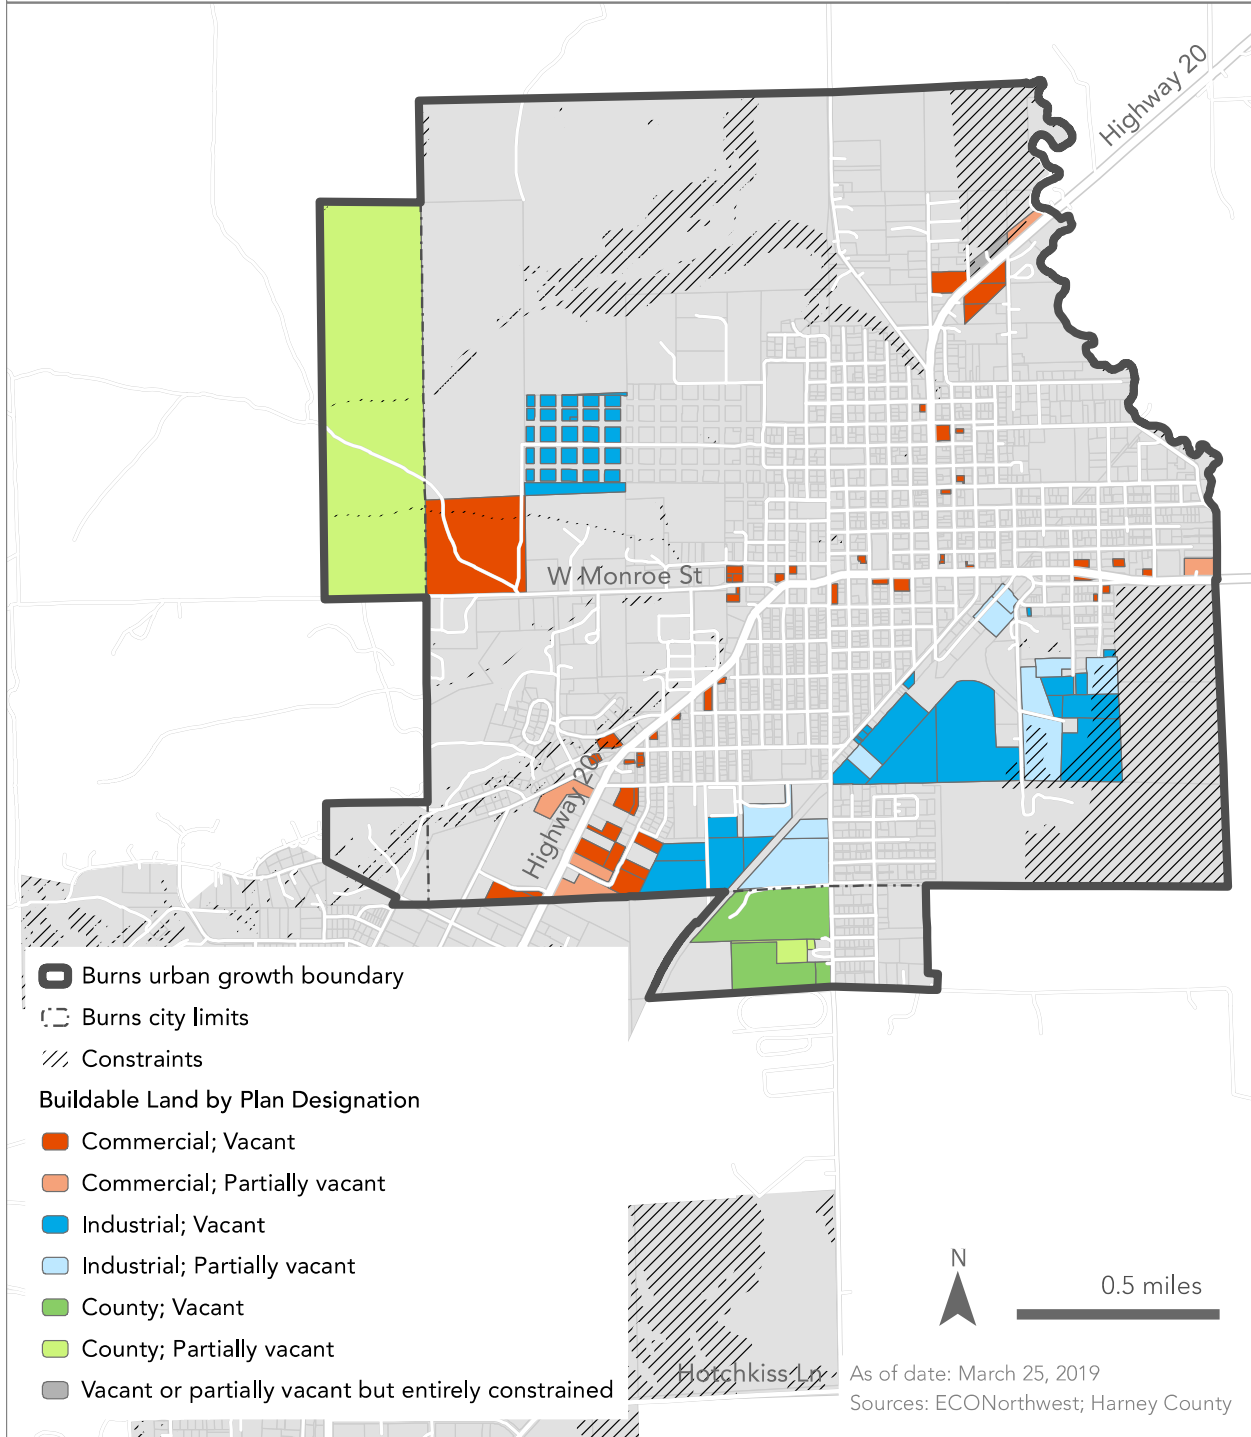 Highway 20
W Monroe St
Highway 20
Burns urban growth boundary
Burns city limits
Constraints
Buildable Land by Plan Designation
Commercial; Vacant
Commercial; Partially vacant
Industrial; Vacant
Industrial; Partially vacant
County; Vacant
County; Partially vacant
Vacant or partially vacant but entirely constrained
N
0.5 miles
Hotchkiss Ln
As of date: March 25, 2019
Sources: ECONorthwest; Harney County